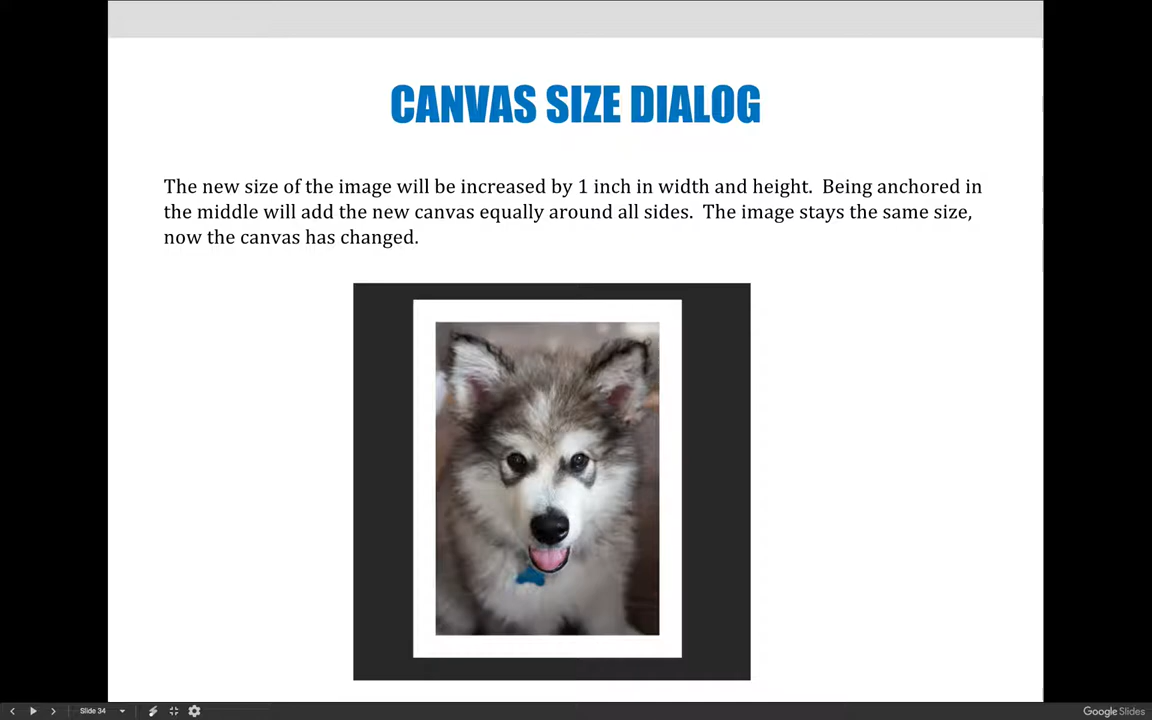 CANVAS SIZE DIALOG
The new size of the image will be increased by 1 inch in width and height.  Being anchored in
the middle will add the new canvas equally around all sides.  The image stays the same size,
now the canvas has changed.
Slide 34
Google Slides